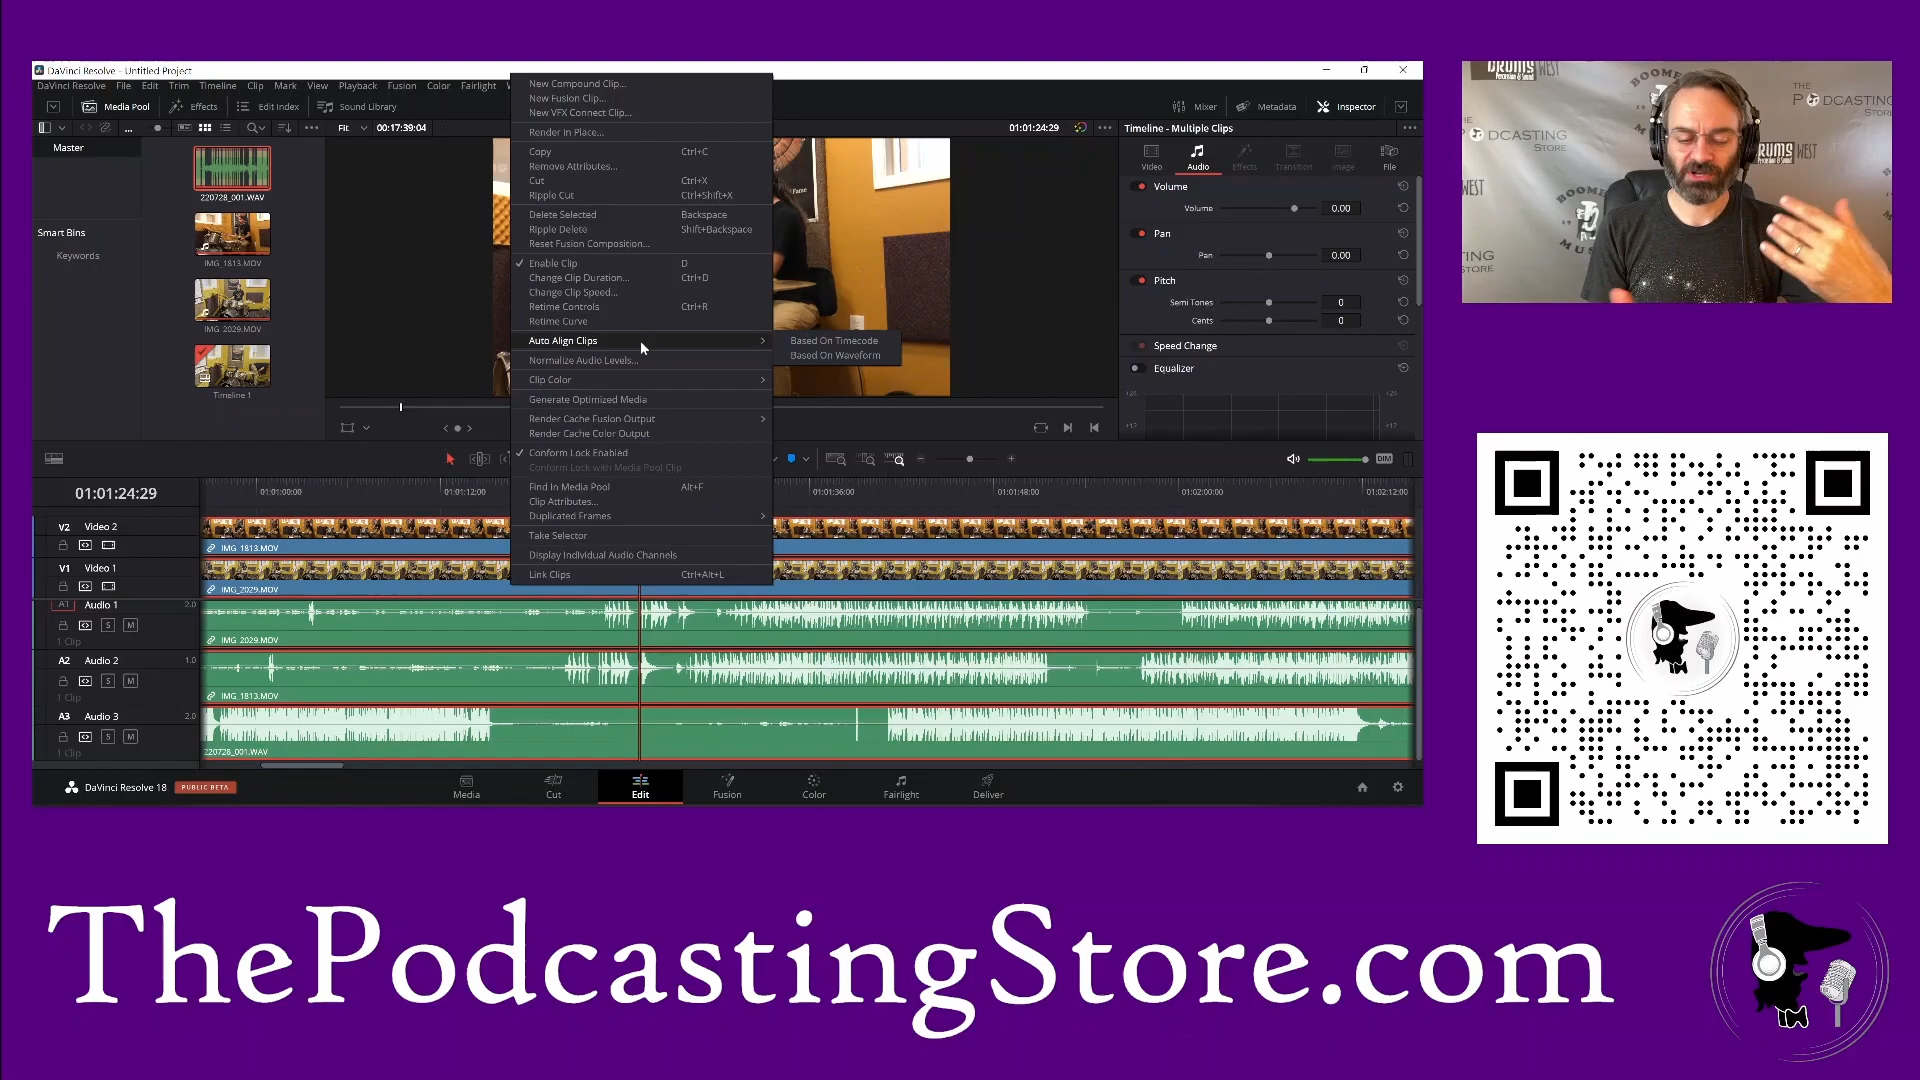 DaVinci Resolve - Untitled Project
DaVinci Resolve File Edit Trim Timeline Clip Mark View Playback Fusion Color Fairlight
Media Pool Effects Edit Index Sound Library
Mixer Metadata Inspector
Fit 00:17:39:04
01:01:24:29
Timeline - Multiple Clips
Master
Smart Bins
Keywords
220728_001.WAV
IMG_1813.MOV
IMG_2029.MOV
Timeline 1
New Compound Clip...
New Fusion Clip...
New VFX Connect Clip...
Render In Place...
Copy Ctrl+C
Remove Attributes...
Cut Ctrl+X
Ripple Cut Ctrl+Shift+X
Delete Selected Backspace
Ripple Delete Shift+Backspace
Reset Fusion Composition...
Enable Clip D
Change Clip Duration... Ctrl+D
Change Clip Speed...
Retime Controls Ctrl+R
Retime Curve
Auto Align Clips
Based On Timecode
Based On Waveform
Normalize Audio Levels...
Clip Color
Generate Optimized Media
Render Cache Fusion Output
Render Cache Color Output
Conform Lock Enabled
Conform Lock with Media Pool Clip
Find In Media Pool Alt+F
Clip Attributes...
Duplicated Frames
Take Selector
Display Individual Audio Channels
Link Clips Ctrl+Alt+L
Video Audio Effects Transition Image File
Volume
Volume 0.00
Pan
Pan 0.00
Pitch
Semi Tones 0
Cents 0
Speed Change
Equalizer
+24 +24
+12 +12
DIM
01:01:24:29
01:01:00:00 01:01:12:00 01:01:36:00 01:01:48:00 01:02:00:00 01:02:12:00
V2 Video 2
IMG_1813.MOV
V1 Video 1
IMG_2029.MOV
A1 Audio 1 2.0
S M
1 Clip
IMG_2029.MOV
A2 Audio 2 1.0
S M
1 Clip
IMG_1813.MOV
A3 Audio 3 2.0
S M
1 Clip
220728_001.WAV
DaVinci Resolve 18 PUBLIC BETA
Media Cut Edit Fusion Color Fairlight Deliver
DRUMS WEST
Percussion & Sound
THE
PODCASTING
STORE
ThePodcastingStore.com